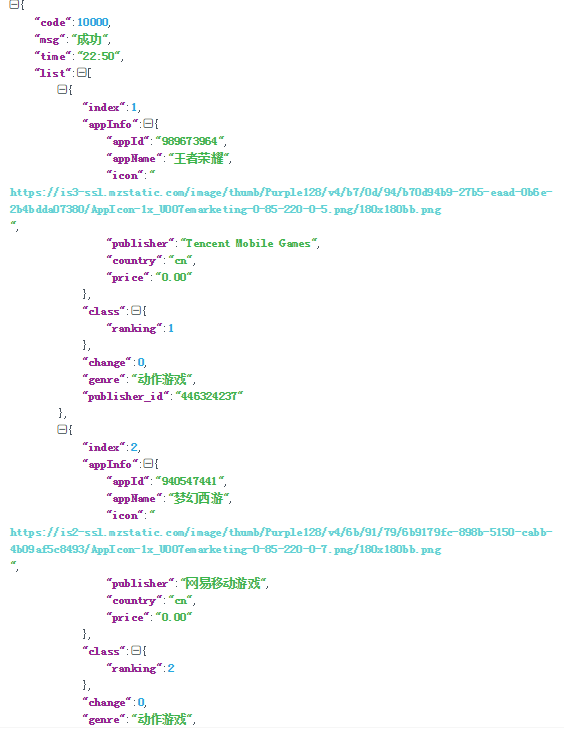 {
"code":10000,
"msg":"成功",
"time":"22:50",
"list":[
{
"index":1,
"appInfo":{
"appId":"989673964",
"appName":"王者荣耀",
"icon":"
https://is3-ssl.mzstatic.com/image/thumb/Purple128/v4/b7/0d/94/b70d94b9-27b5-eaad-0b6e-
2b4bdda07380/AppIcon-1x_U007emarketing-0-85-220-0-5.png/180x180bb.png
",
"publisher":"Tencent Mobile Games",
"country":"cn",
"price":"0.00"
},
"class":{
"ranking":1
},
"change":0,
"genre":"动作游戏",
"publisher_id":"446324237"
},
{
"index":2,
"appInfo":{
"appId":"940547441",
"appName":"梦幻西游",
"icon":"
https://is2-ssl.mzstatic.com/image/thumb/Purple128/v4/6b/91/79/6b9179fc-898b-5150-cabb-
4b09af5c8493/AppIcon-1x_U007emarketing-0-85-220-0-7.png/180x180bb.png
",
"publisher":"网易移动游戏",
"country":"cn",
"price":"0.00"
},
"class":{
"ranking":2
},
"change":0,
"genre":"动作游戏",